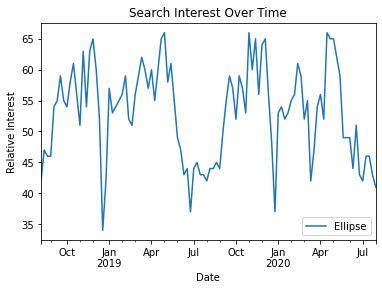 Search Interest Over Time
Relative Interest
65
60
55
50
45
40
35
Oct
Jan
2019
Apr
Jul
Oct
Jan
2020
Apr
Jul
Date
Ellipse